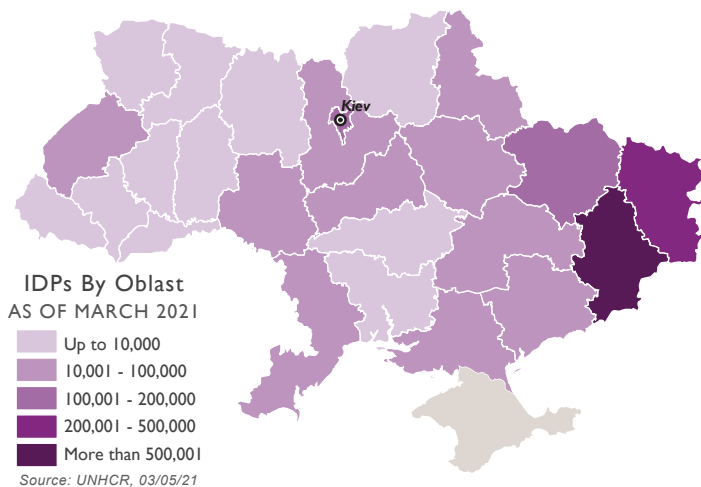 Kiev
IDPs By Oblast
AS OF MARCH 2021
Up to 10,000
10,001 - 100,000
100,001 - 200,000
200,001 - 500,000
More than 500,001
Source: UNHCR, 03/05/21